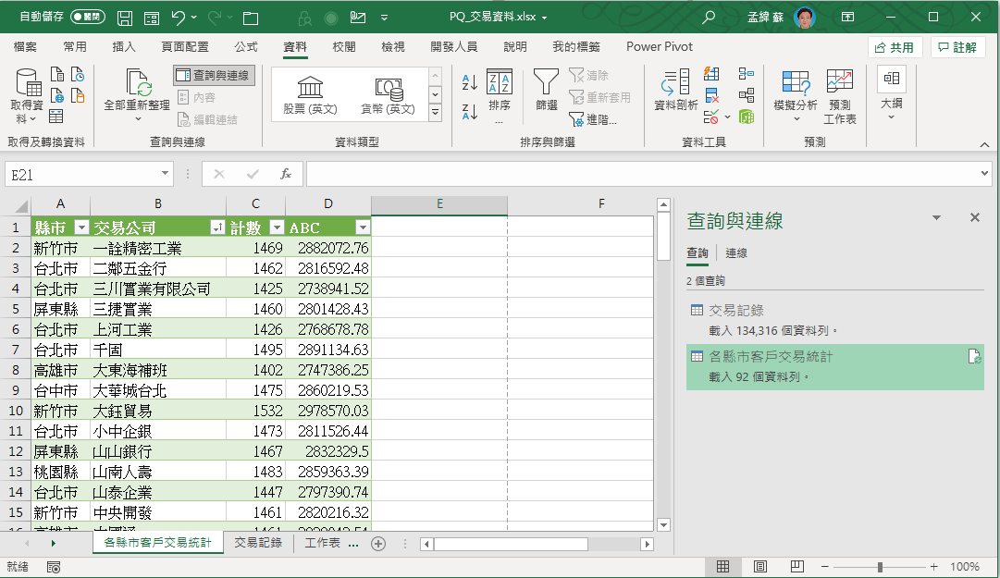 自動儲存 關閉 PQ_交易資料.xlsx 孟緯 蘇
檔案 常用 插入 頁面配置 公式 資料 校閱 檢視 開發人員 說明 我的標籤 Power Pivot 共用 註解
取得資料 全部重新整理 查詢與連線 內容 編輯連結 股票 (英文) 貨幣 (英文) 排序... 篩選 清除 重新套用 進階... 資料剖析 模擬分析 預測工作表 大綱
取得及轉換資料 查詢與連線 資料類型 排序與篩選 資料工具 預測
E21 fx
A B C D E F
1 縣市 交易公司 計數 ABC
2 新竹市 一詮精密工業 1469 2882072.76
3 台北市 二鄰五金行 1462 2816592.48
4 台北市 三川實業有限公司 1425 2738941.52
5 屏東縣 三捷實業 1460 2801428.43
6 台北市 上河工業 1426 2768678.78
7 台北市 千固 1495 2891134.63
8 高雄市 大東海補班 1402 2747386.25
9 台中市 大華城台北 1475 2860219.53
10 新竹市 大鈺貿易 1532 2978570.03
11 台北市 小中企銀 1473 2811526.44
12 屏東縣 山山銀行 1467 2832329.5
13 桃園縣 山南人壽 1483 2859363.39
14 台北市 山泰企業 1447 2797390.74
15 新竹市 中央開發 1461 2820216.32
查詢與連線
查詢 連線
2 個查詢
交易記錄
載入 134,316 個資料列。
各縣市客戶交易統計
載入 92 個資料列。
各縣市客戶交易統計 交易記錄 工作表 ...
就緒 100%